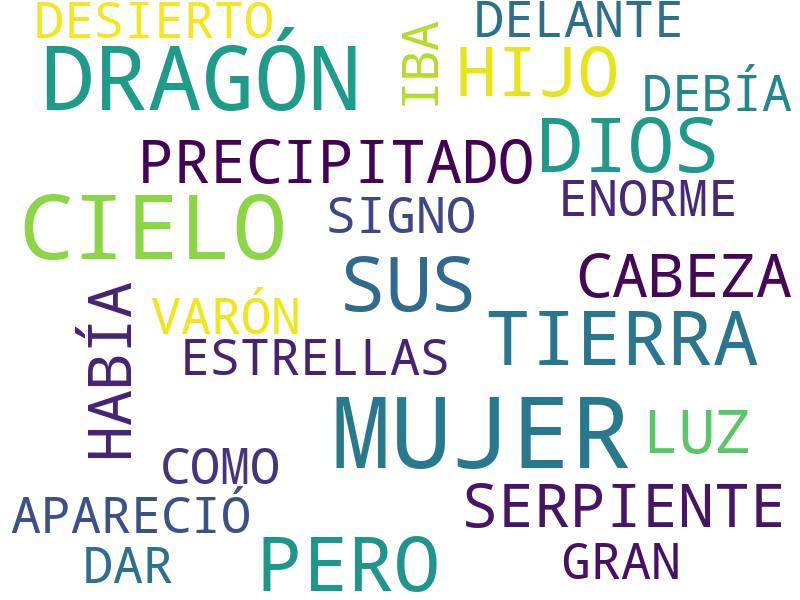 DESIERTO
DELANTE
DRAGÓN
IBA
HIJO
DEBÍA
PRECIPITADO
DIOS
ENORME
CIELO
SIGNO
SUS
CABEZA
HABÍA
VARÓN
TIERRA
ESTRELLAS
MUJER
LUZ
COMO
SERPIENTE
APARECIÓ
PERO
GRAN
DAR